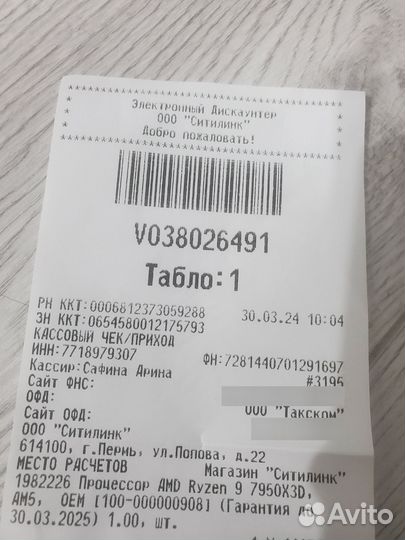 Электронный Дискаунтер
ООО "Ситилинк"
Добро пожаловать!
V038026491
Табло:1
РН ККТ:0006812373059288 30.03.24 10:04
ЗН ККТ:0654580012175793
КАССОВЫЙ ЧЕК/ПРИХОД
ИНН:7718979307 ФН:7281440701291697
Кассир:Сафина Арина #3195
Сайт ФНС:
ОФД: ООО "Такском"
Сайт ОФД:
ООО "Ситилинк"
614100, г.Пермь, ул.Попова, д.22
МЕСТО РАСЧЕТОВ Магазин "Ситилинк"
1982226 Процессор AMD Ryzen 9 7950X3D,
AM5, OEM [100-000000908] (Гарантия до
30.03.2025) 1.00, шт.
Avito